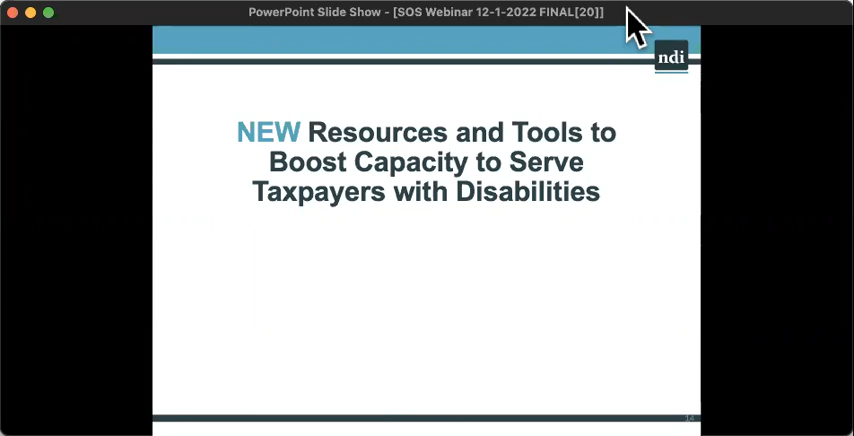 PowerPoint Slide Show - [SOS Webinar 12-1-2022 FINAL[20]]
ndi
NEW Resources and Tools to
Boost Capacity to Serve
Taxpayers with Disabilities
14